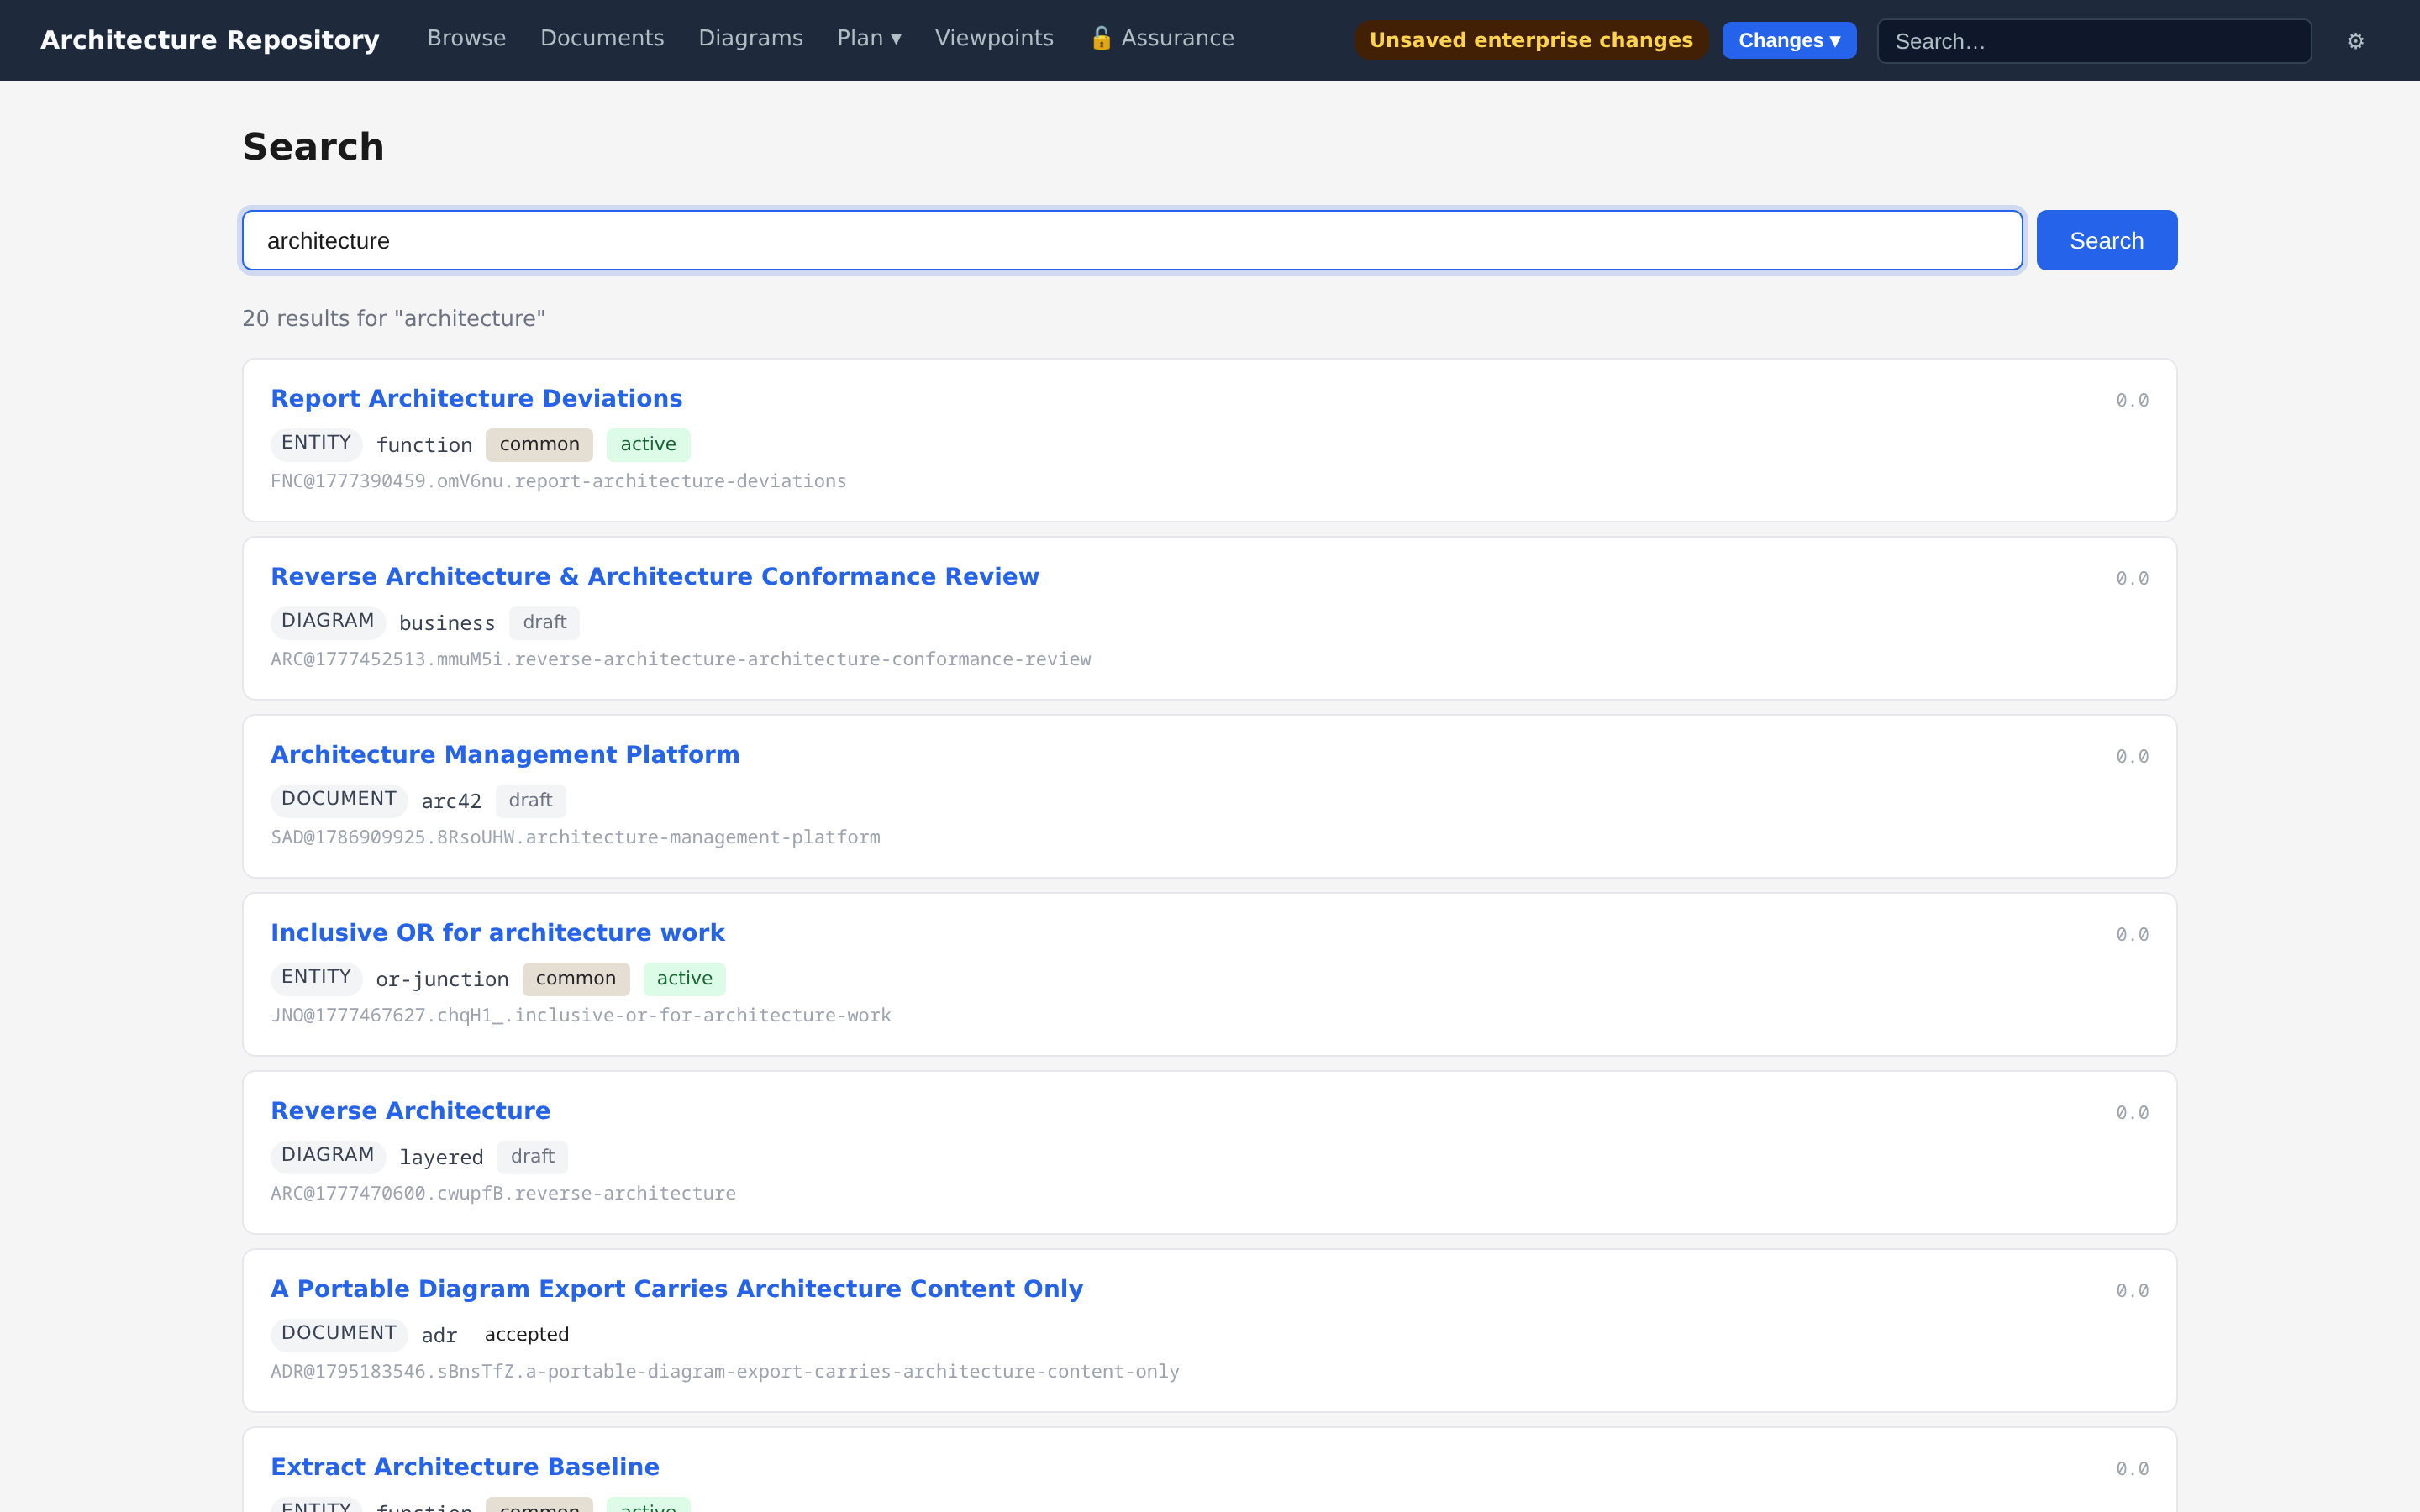 Architecture Repository Browse Documents Diagrams Plan ▾ Viewpoints 🔓 Assurance Unsaved enterprise changes Changes ▾ Search… ⚙
Search
architecture Search
20 results for "architecture"
Report Architecture Deviations 0.0
ENTITY function common active
FNC@1777390459.omV6nu.report-architecture-deviations
Reverse Architecture & Architecture Conformance Review 0.0
DIAGRAM business draft
ARC@1777452513.mmuM5i.reverse-architecture-architecture-conformance-review
Architecture Management Platform 0.0
DOCUMENT arc42 draft
SAD@1786909925.8RsoUHW.architecture-management-platform
Inclusive OR for architecture work 0.0
ENTITY or-junction common active
JNO@1777467627.chqH1_.inclusive-or-for-architecture-work
Reverse Architecture 0.0
DIAGRAM layered draft
ARC@1777470600.cwupfB.reverse-architecture
A Portable Diagram Export Carries Architecture Content Only 0.0
DOCUMENT adr accepted
ADR@1795183546.sBnsTfZ.a-portable-diagram-export-carries-architecture-content-only
Extract Architecture Baseline 0.0
ENTITY function common active